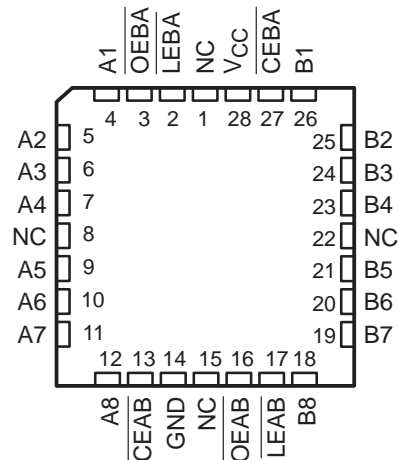 A1 OEBA LEBA NC VCC CEBA B1
4 3 2 1 28 27 26
A2 5 25 B2
A3 6 24 B3
A4 7 23 B4
NC 8 22 NC
A5 9 21 B5
A6 10 20 B6
A7 11 19 B7
12 13 14 15 16 17 18
A8 CEAB GND NC OEAB LEAB B8